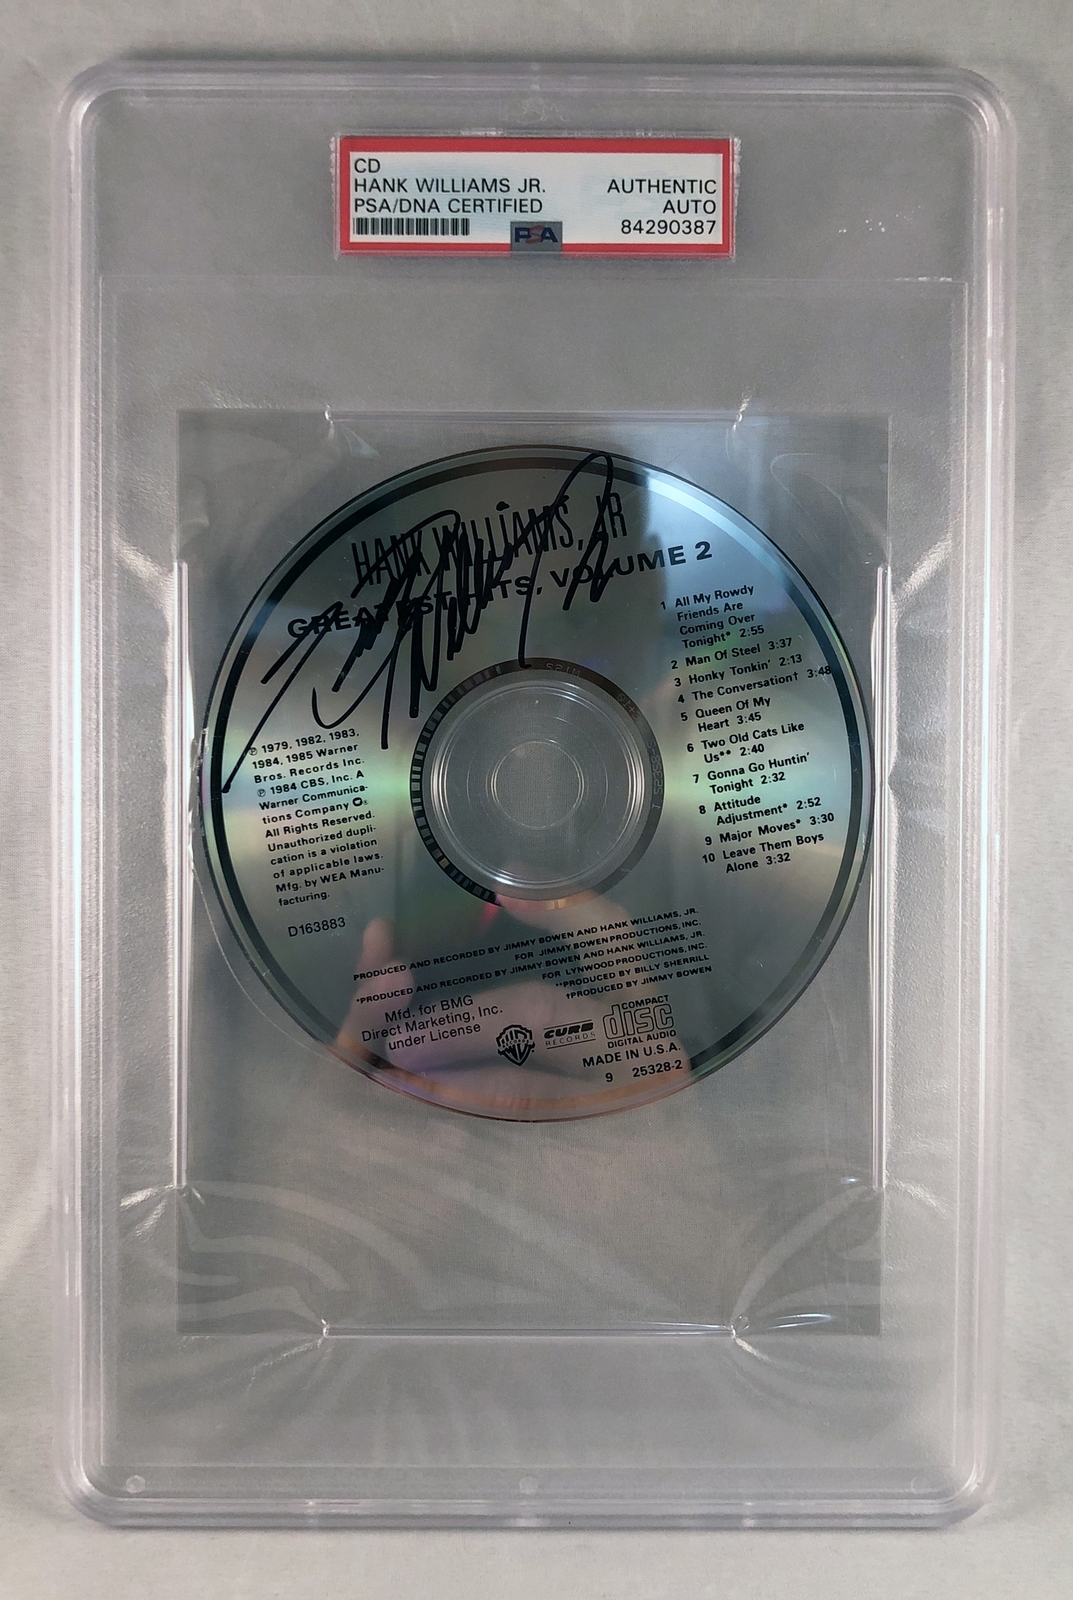 CD
HANK WILLIAMS JR.
PSA/DNA CERTIFIED
AUTHENTIC
AUTO
84290387
PSA
HANK WILLIAMS, JR
GREATEST HITS, VOLUME 2
1 All My Rowdy
Friends Are
Coming Over
Tonight* 2:55
2 Man Of Steel 3:37
3 Honky Tonkin' 2:13
4 The Conversation† 3:48
5 Queen Of My
Heart 3:45
6 Two Old Cats Like
Us** 2:40
7 Gonna Go Huntin'
Tonight 2:32
8 Attitude
Adjustment* 2:52
9 Major Moves* 3:30
10 Leave Them Boys
Alone 3:32
℗ 1979, 1982, 1983,
1984, 1985 Warner
Bros. Records Inc.
℗ 1984 CBS, Inc. A
Warner Communica-
tions Company ®
All Rights Reserved.
Unauthorized dupli-
cation is a violation
of applicable laws.
Mfg. by WEA Manu-
facturing.
D163883
PRODUCED AND RECORDED BY JIMMY BOWEN AND HANK WILLIAMS, JR.
FOR JIMMY BOWEN PRODUCTIONS, INC.
*PRODUCED AND RECORDED BY JIMMY BOWEN AND HANK WILLIAMS, JR.
FOR LYNWOOD PRODUCTIONS, INC.
**PRODUCED BY BILLY SHERRILL
†PRODUCED BY JIMMY BOWEN
Mfd. for BMG
Direct Marketing, Inc.
under License
CURB
RECORDS
COMPACT
disc
DIGITAL AUDIO
MADE IN U.S.A.
9 25328-2